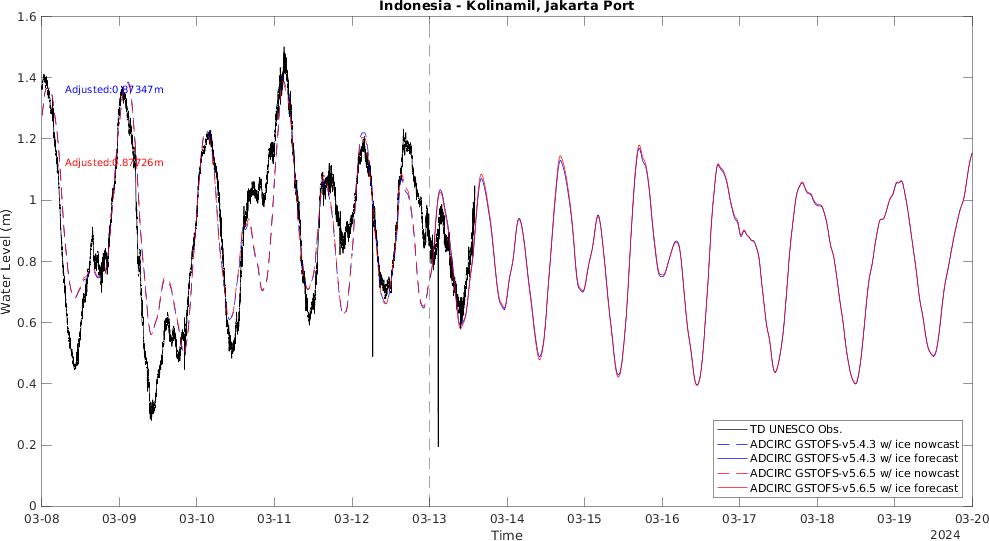 Indonesia - Kolinamil, Jakarta Port
1.6
1.4
1.2
1
0.8
0.6
0.4
0.2
0
Water Level (m)
Adjusted:0.87347m
Adjusted:0.87726m
TD UNESCO Obs.
ADCIRC GSTOFS-v5.4.3 w/ ice nowcast
ADCIRC GSTOFS-v5.4.3 w/ ice forecast
ADCIRC GSTOFS-v5.6.5 w/ ice nowcast
ADCIRC GSTOFS-v5.6.5 w/ ice forecast
03-08 03-09 03-10 03-11 03-12 03-13 03-14 03-15 03-16 03-17 03-18 03-19 03-20
Time
2024